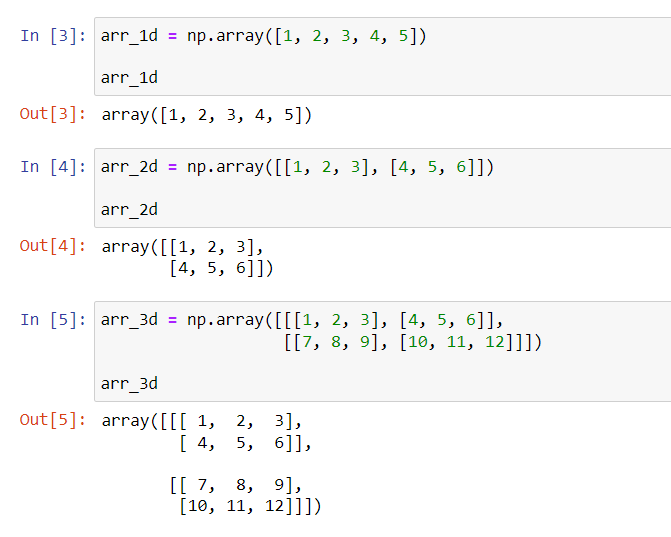 In [3]: arr_1d = np.array([1, 2, 3, 4, 5])
arr_1d
Out[3]: array([1, 2, 3, 4, 5])
In [4]: arr_2d = np.array([[1, 2, 3], [4, 5, 6]])
arr_2d
Out[4]: array([[1, 2, 3],
[4, 5, 6]])
In [5]: arr_3d = np.array([[[1, 2, 3], [4, 5, 6]],
[[7, 8, 9], [10, 11, 12]]])
arr_3d
Out[5]: array([[[ 1,  2,  3],
[ 4,  5,  6]],
[[ 7,  8,  9],
[10, 11, 12]]])